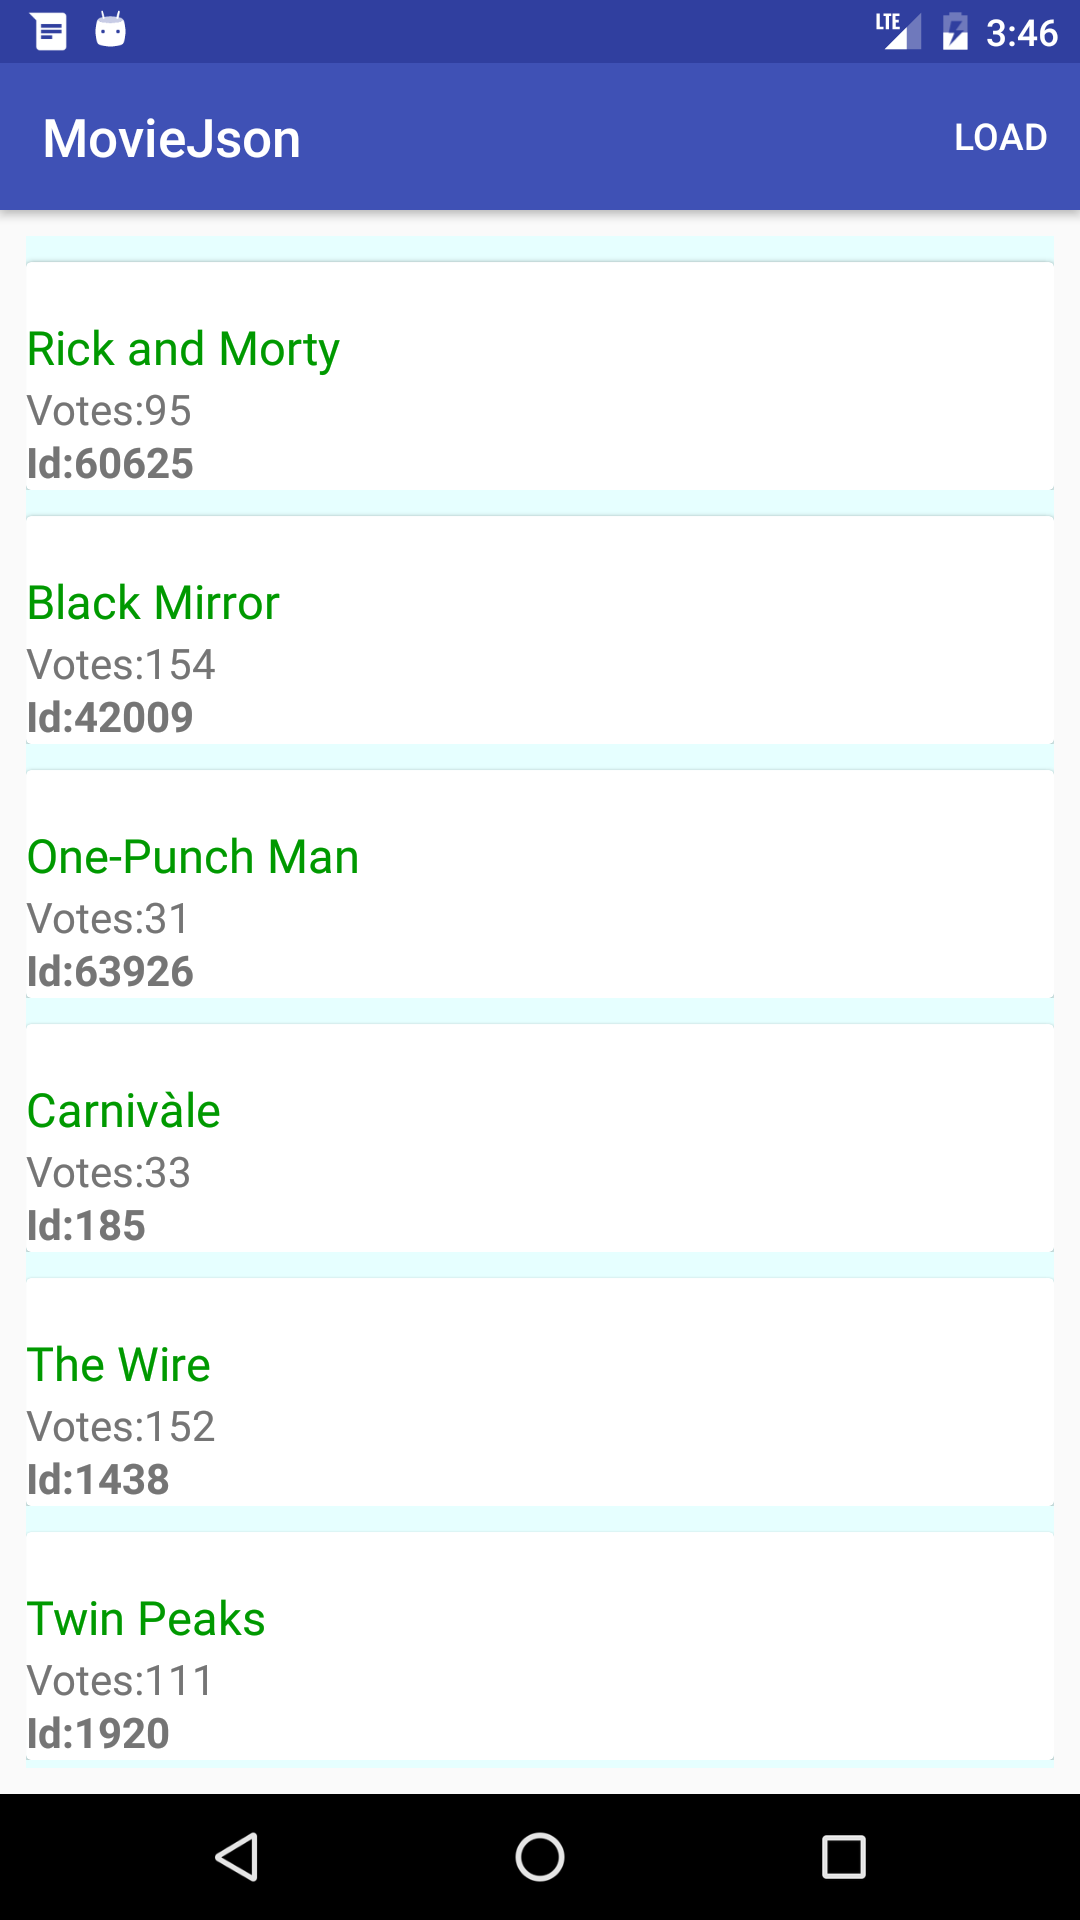 LTE 3:46
MovieJson LOAD
Rick and Morty
Votes:95
Id:60625
Black Mirror
Votes:154
Id:42009
One-Punch Man
Votes:31
Id:63926
Carnivàle
Votes:33
Id:185
The Wire
Votes:152
Id:1438
Twin Peaks
Votes:111
Id:1920